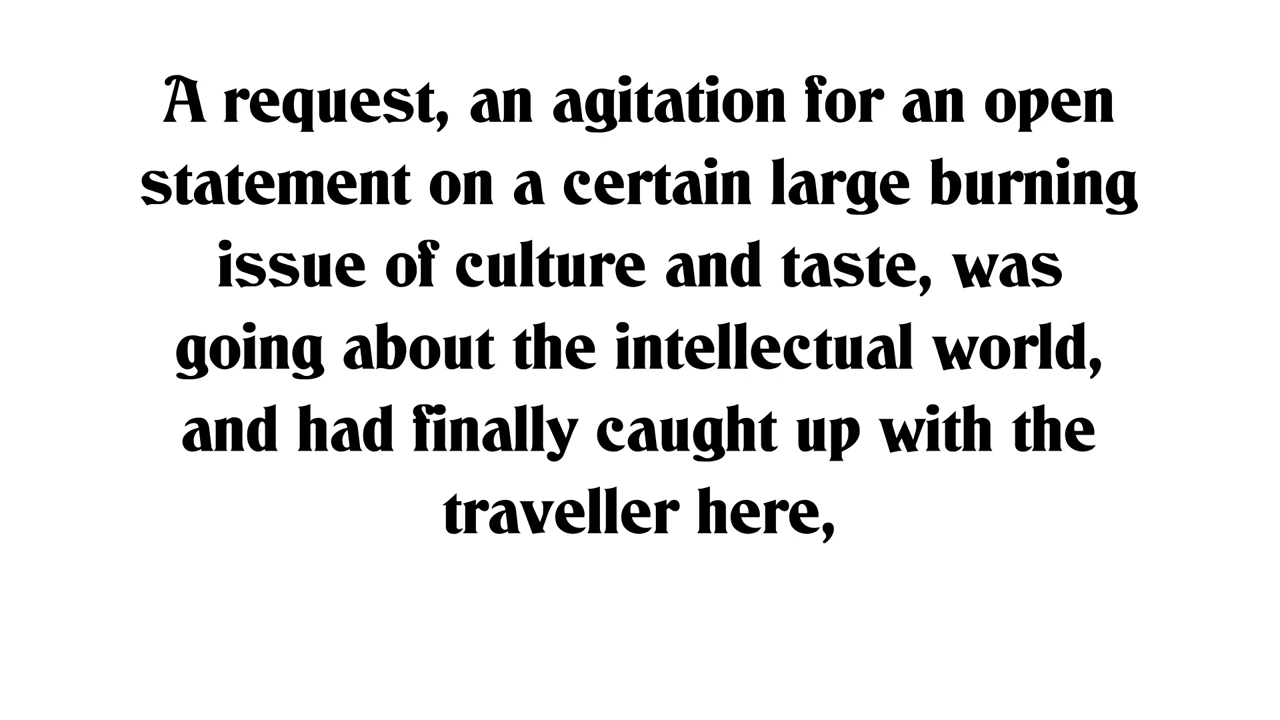 A request, an agitation for an open
statement on a certain large burning
issue of culture and taste, was
going about the intellectual world,
and had finally caught up with the
traveller here,